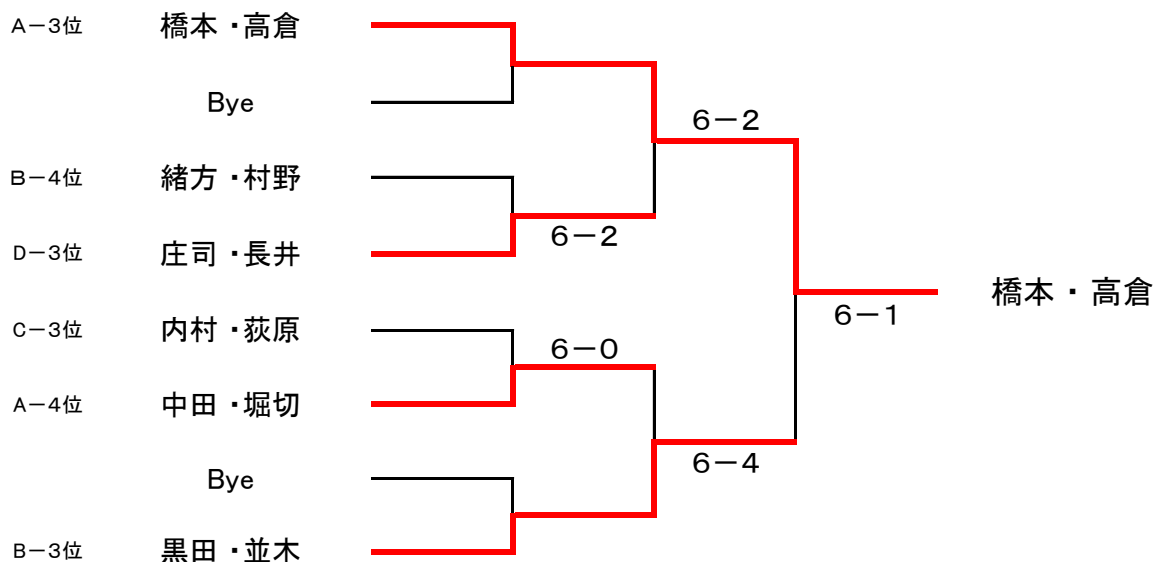 A－3位 橋本・高倉
Bye
6－2
B－4位 緒方・村野
6－2
D－3位 庄司・長井
橋本・高倉
6－1
C－3位 内村・荻原
6－0
A－4位 中田・堀切
6－4
Bye
B－3位 黒田・並木